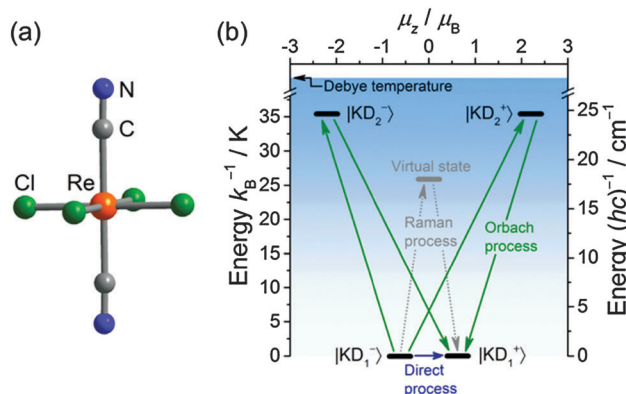 (a)
N
C
Cl
Re
(b)
μz / μB
-3 -2 -1 0 1 2 3
Debye temperature
|KD2⁻⟩
|KD2⁺⟩
Virtual state
Raman
process
Orbach
process
|KD1⁻⟩
|KD1⁺⟩
Direct
process
Energy kB⁻¹ / K
35
30
25
20
15
10
5
0
Energy (hc)⁻¹ / cm⁻¹
25
20
15
10
5
0